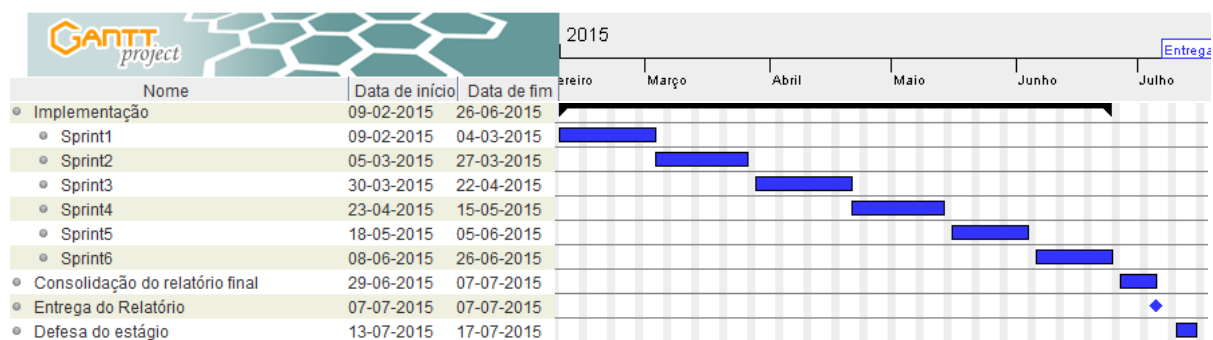 GANTT
project
2015
Entrega
ereiro Março Abril Maio Junho Julho
Nome Data de início Data de fim
Implementação 09-02-2015 26-06-2015
Sprint1 09-02-2015 04-03-2015
Sprint2 05-03-2015 27-03-2015
Sprint3 30-03-2015 22-04-2015
Sprint4 23-04-2015 15-05-2015
Sprint5 18-05-2015 05-06-2015
Sprint6 08-06-2015 26-06-2015
Consolidação do relatório final 29-06-2015 07-07-2015
Entrega do Relatório 07-07-2015 07-07-2015
Defesa do estágio 13-07-2015 17-07-2015